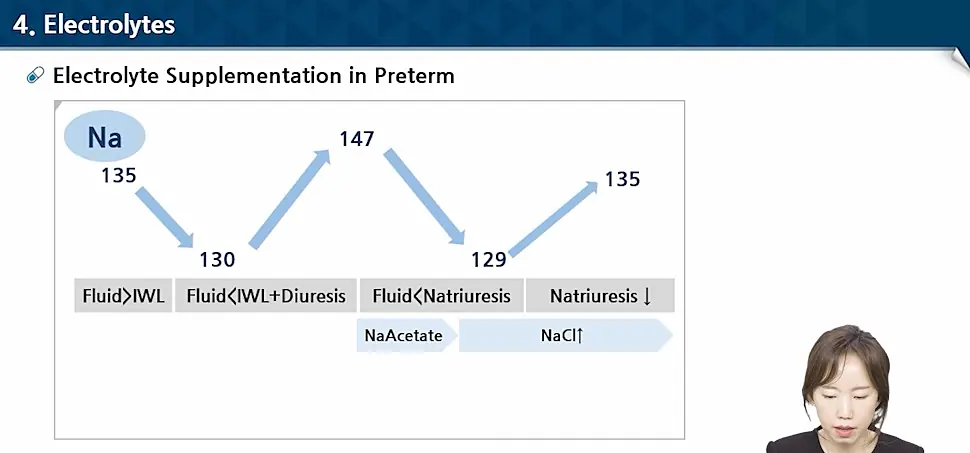 4. Electrolytes
Electrolyte Supplementation in Preterm
Na
147
135
135
130
129
Fluid>IWL
Fluid<IWL+Diuresis
Fluid<Natriuresis
Natriuresis↓
NaAcetate
NaCl↑